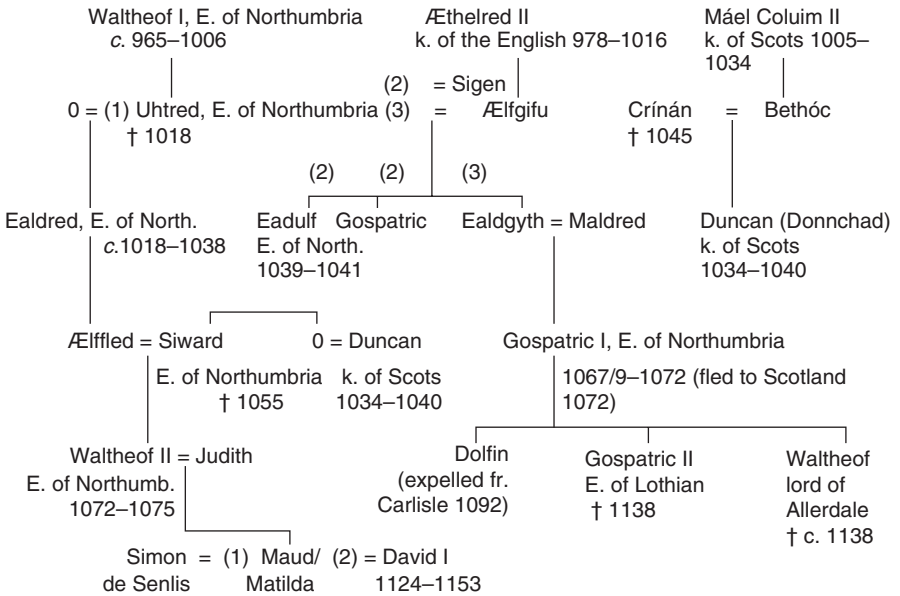 Waltheof I, E. of Northumbria
c. 965–1006
Æthelred II
k. of the English 978–1016
Máel Coluim II
k. of Scots 1005–
1034
(2) = Sigen
0 = (1) Uhtred, E. of Northumbria (3) = Ælfgifu
† 1018
Crínán = Bethóc
† 1045
(2) (2) (3)
Ealdred, E. of North.
c.1018–1038
Eadulf
E. of North.
1039–1041
Gospatric
Ealdgyth = Maldred
Duncan (Donnchad)
k. of Scots
1034–1040
Ælffled = Siward
E. of Northumbria
† 1055
0 = Duncan
k. of Scots
1034–1040
Gospatric I, E. of Northumbria
1067/9–1072 (fled to Scotland
1072)
Waltheof II = Judith
E. of Northumb.
1072–1075
Dolfin
(expelled fr.
Carlisle 1092)
Gospatric II
E. of Lothian
† 1138
Waltheof
lord of
Allerdale
† c. 1138
Simon = (1) Maud/ (2) = David I
de Senlis Matilda 1124–1153